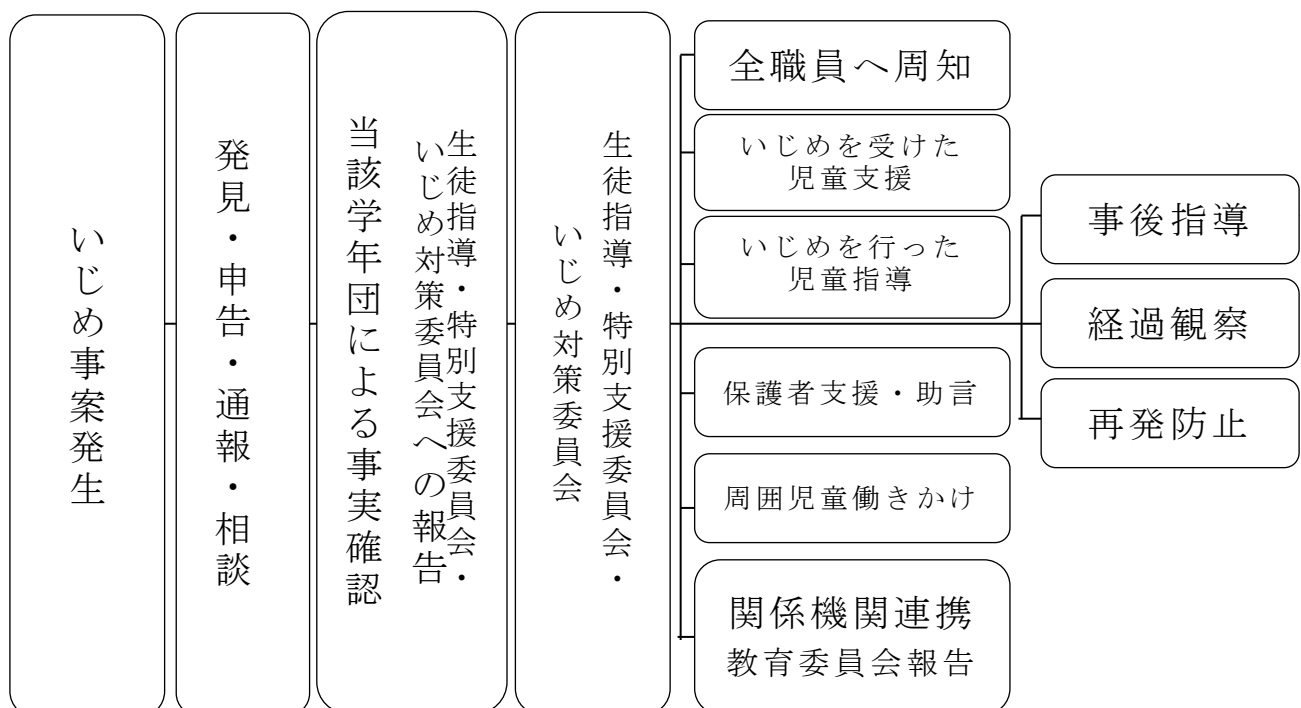 いじめ事案発生
発見・申告・通報・相談
当該学年団による事実確認
生徒指導・特別支援委員会・
いじめ対策委員会への報告
生徒指導・特別支援委員会・
いじめ対策委員会
全職員へ周知
いじめを受けた
児童支援
いじめを行った
児童指導
保護者支援・助言
周囲児童働きかけ
関係機関連携
教育委員会報告
事後指導
経過観察
再発防止